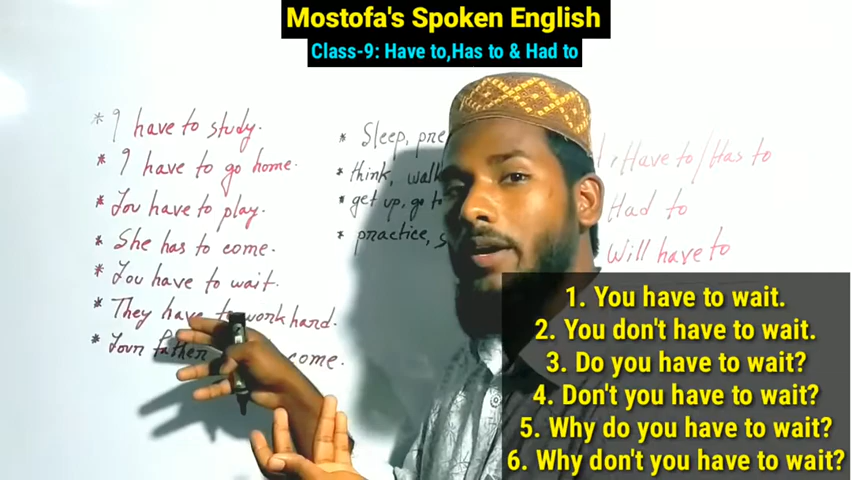 Mostofa's Spoken English
Class-9: Have to,Has to & Had to
* I have to study.
* I have to go home.
* You have to play.
* She has to come.
* You have to wait.
* They have to work hard.
* Your father come.
* Sleep,
* think, walk
* get up, go to
* practice,
, Have to/Has to
Had to
Will have to
1. You have to wait.
2. You don't have to wait.
3. Do you have to wait?
4. Don't you have to wait?
5. Why do you have to wait?
6. Why don't you have to wait?